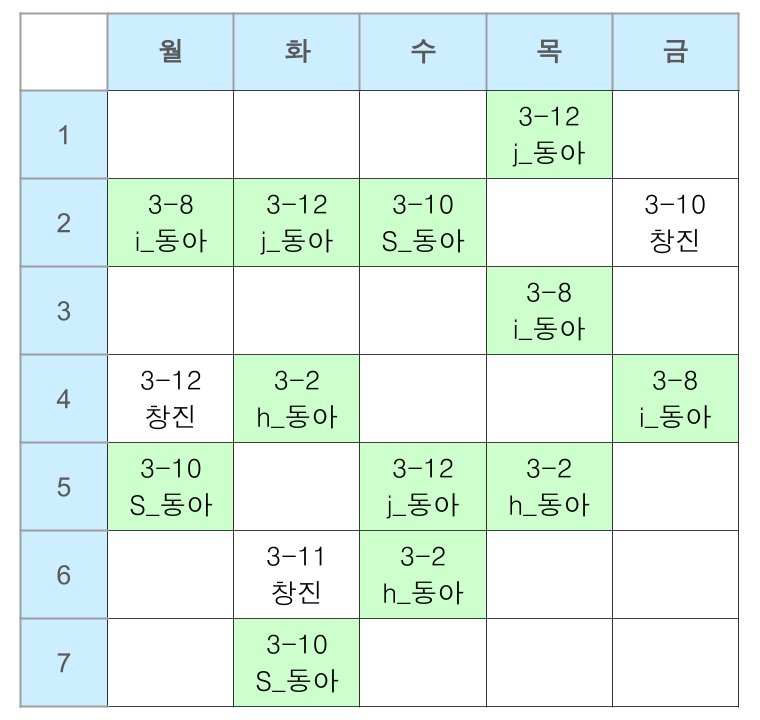 월 화 수 목 금
1
3-12
j_동아
2
3-8 3-12 3-10 3-10
i_동아 j_동아 S_동아 창진
3
3-8
i_동아
4
3-12 3-2 3-8
창진 h_동아 i_동아
5
3-10 3-12 3-2
S_동아 j_동아 h_동아
6
3-11 3-2
창진 h_동아
7
3-10
S_동아